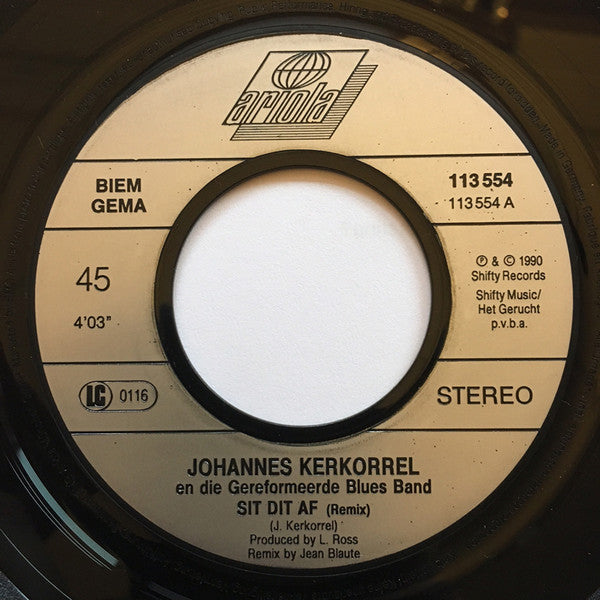 ariola
BIEM
GEMA
113 554
113 554 A
45
4'03"
℗ & © 1990
Shifty Records
Shifty Music/
Het Gerucht
p.v.b.a.
LC 0116
STEREO
JOHANNES KERKORREL
en die Gereformeerde Blues Band
SIT DIT AF (Remix)
(J. Kerkorrel)
Produced by L. Ross
Remix by Jean Blaute